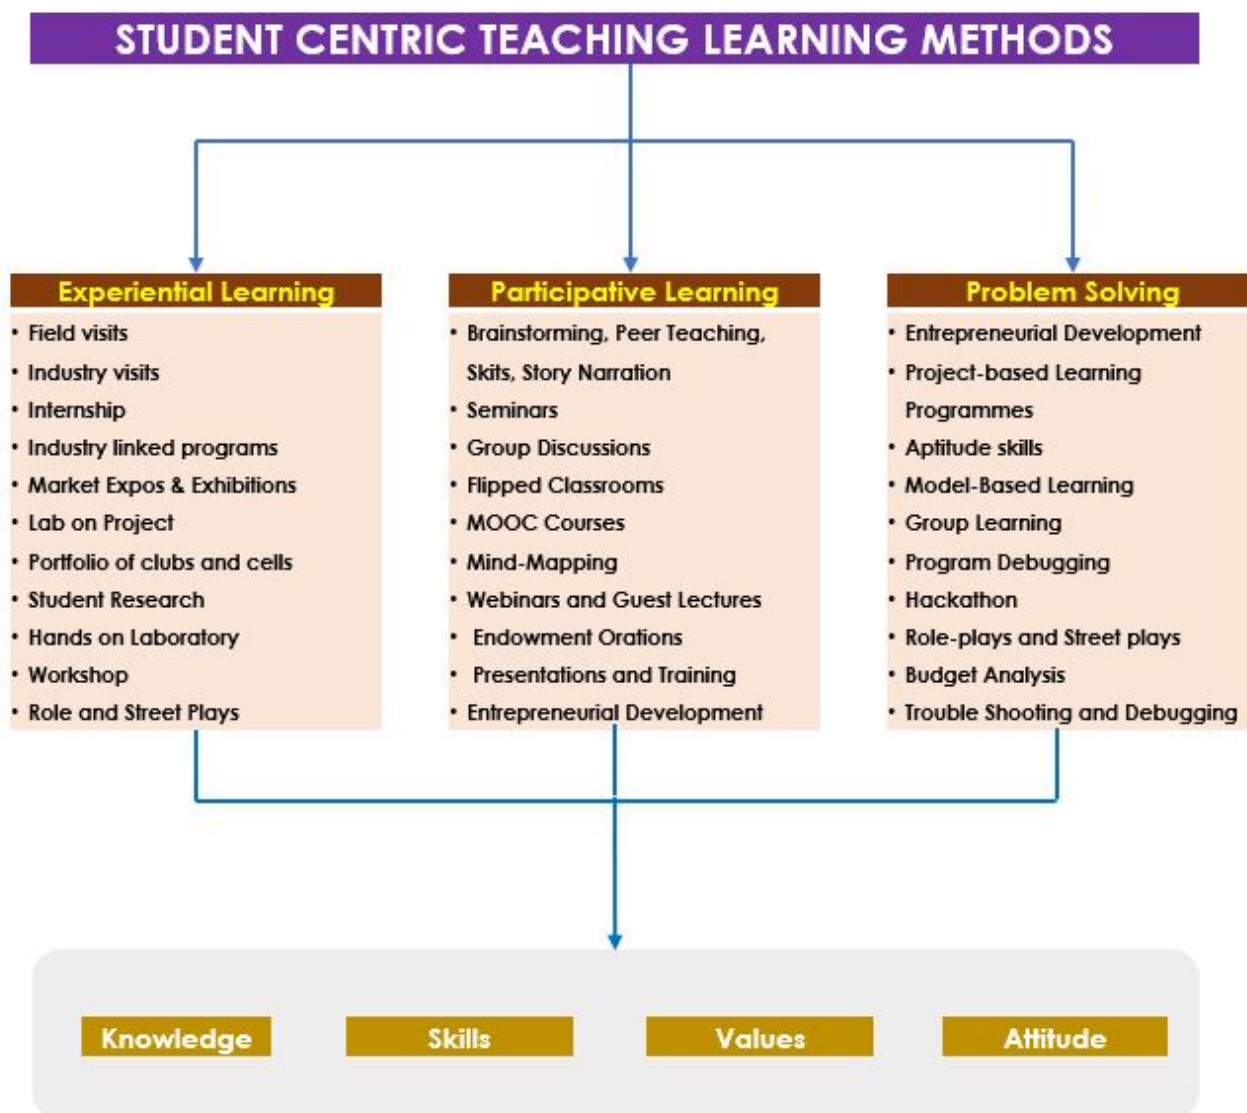 STUDENT CENTRIC TEACHING LEARNING METHODS
Experiential Learning
• Field visits
• Industry visits
• Internship
• Industry linked programs
• Market Expos & Exhibitions
• Lab on Project
• Portfolio of clubs and cells
• Student Research
• Hands on Laboratory
• Workshop
• Role and Street Plays
Participative Learning
• Brainstorming, Peer Teaching,
Skits, Story Narration
• Seminars
• Group Discussions
• Flipped Classrooms
• MOOC Courses
• Mind-Mapping
• Webinars and Guest Lectures
• Endowment Orations
• Presentations and Training
• Entrepreneurial Development
Problem Solving
• Entrepreneurial Development
• Project-based Learning
Programmes
• Aptitude skills
• Model-Based Learning
• Group Learning
• Program Debugging
• Hackathon
• Role-plays and Street plays
• Budget Analysis
• Trouble Shooting and Debugging
Knowledge
Skills
Values
Attitude